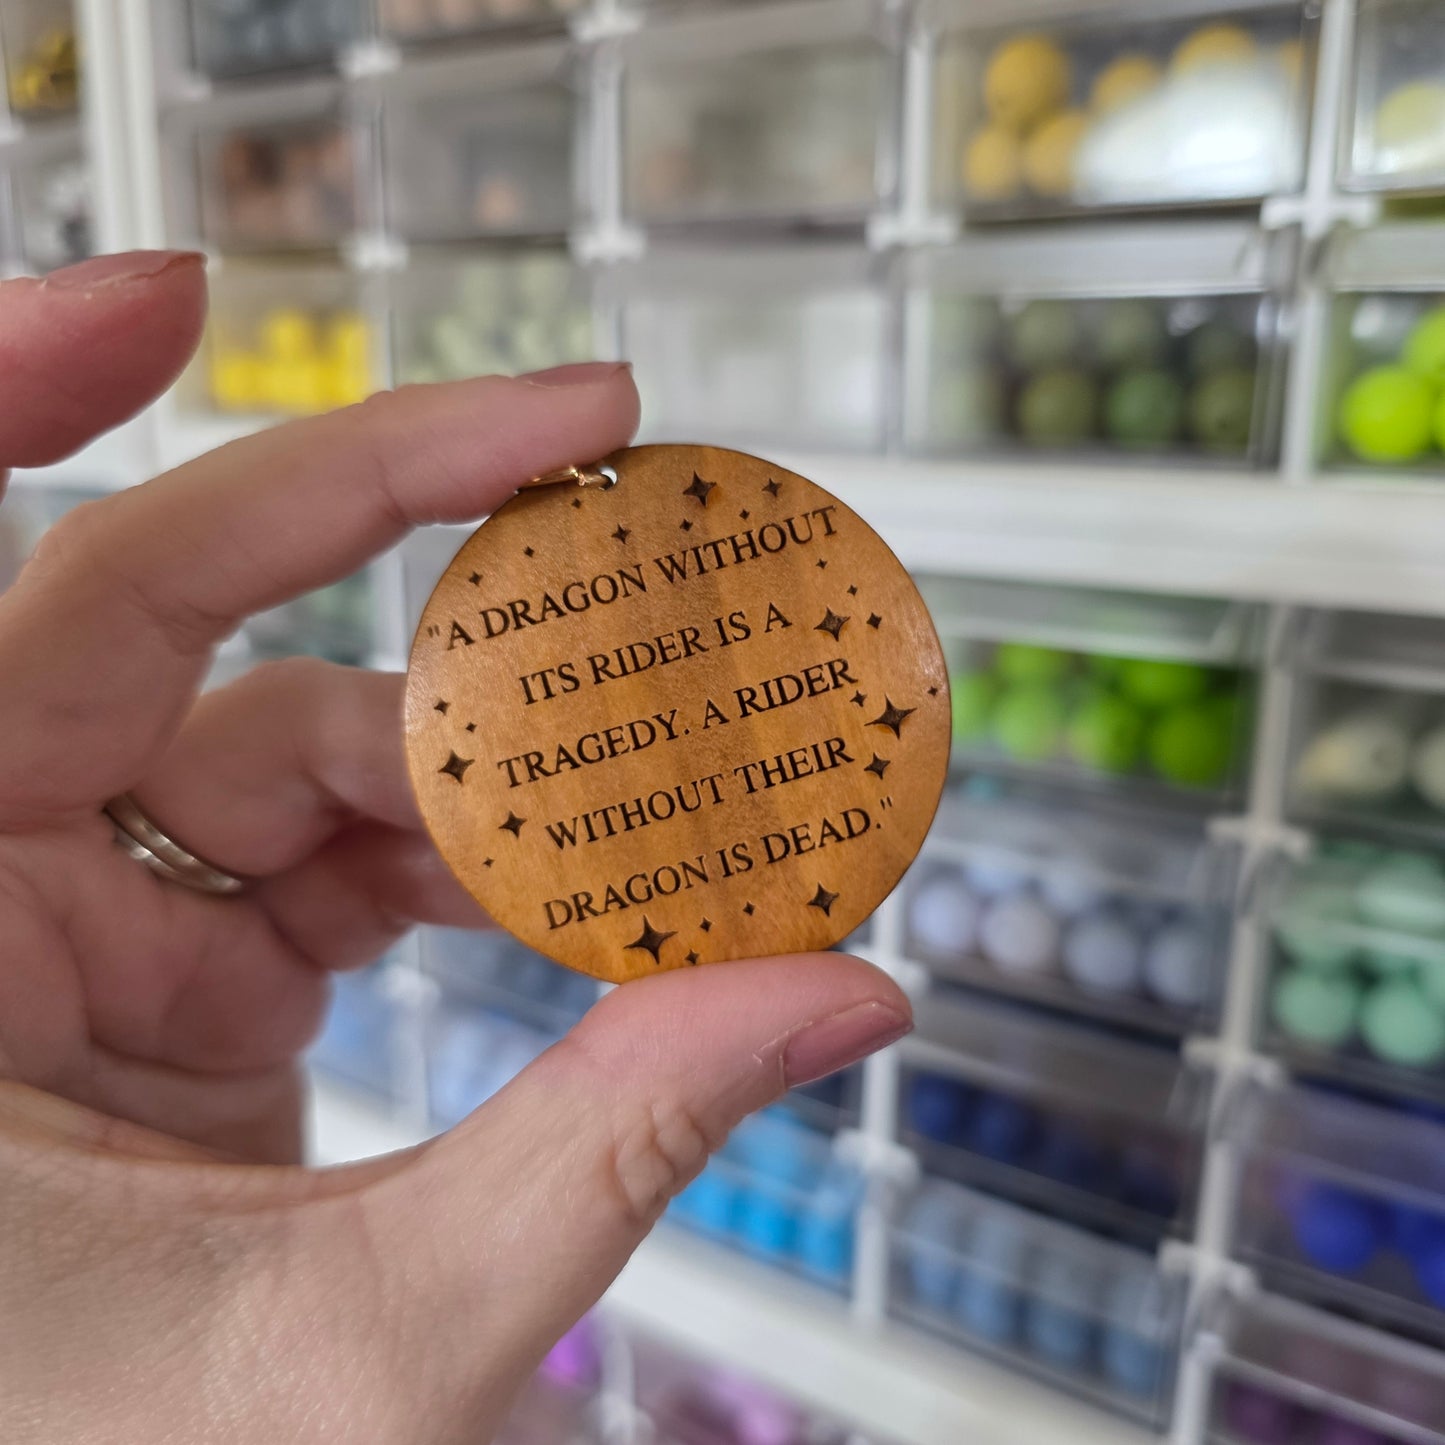 "A DRAGON WITHOUT
ITS RIDER IS A
TRAGEDY. A RIDER
WITHOUT THEIR
DRAGON IS DEAD."